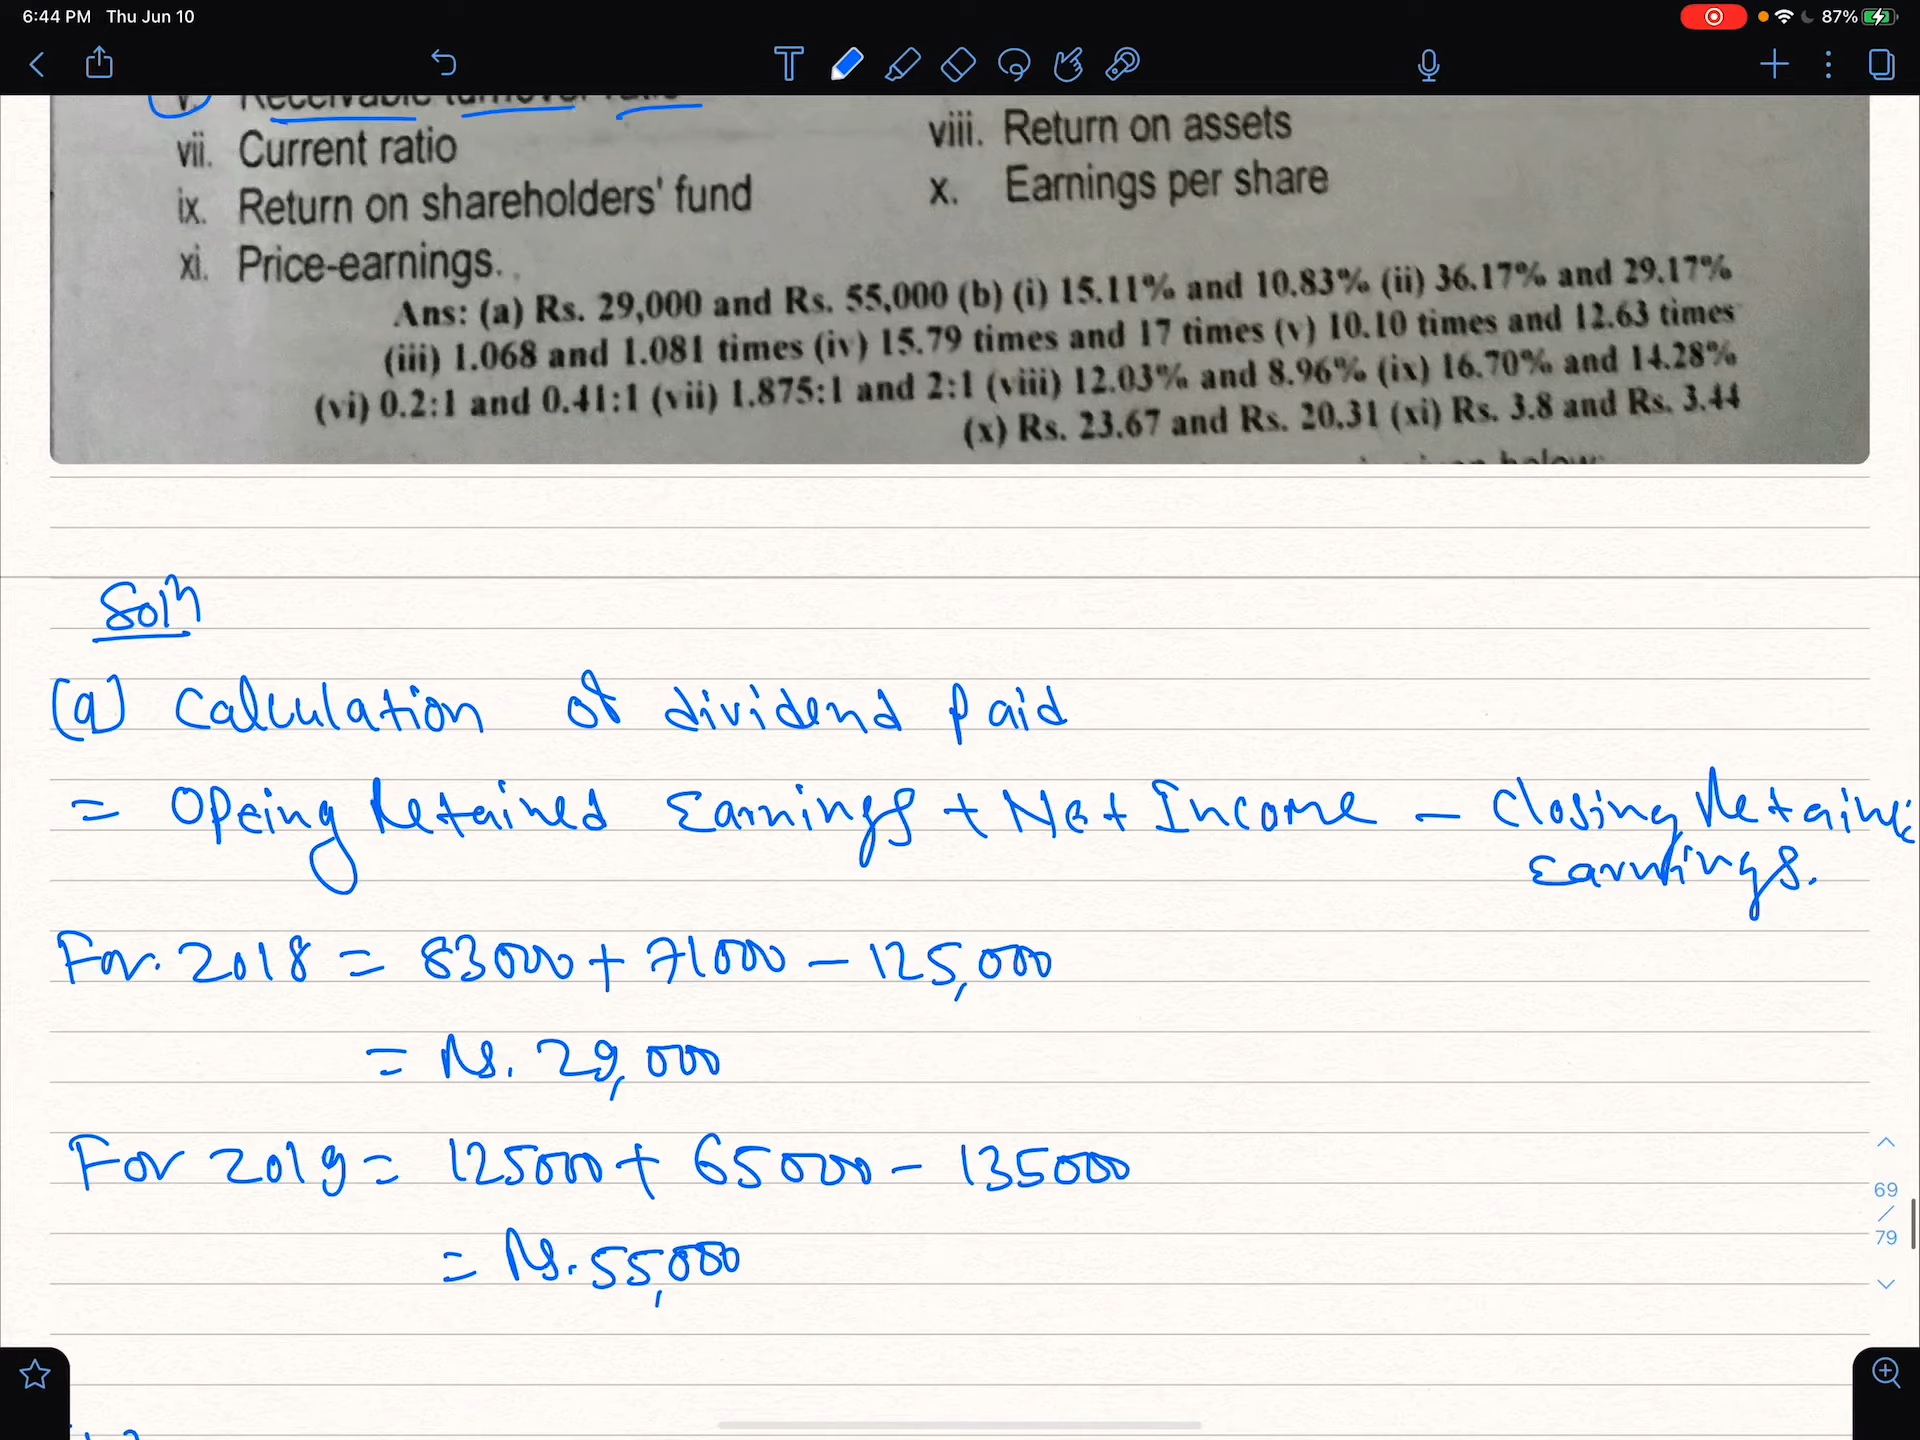 6:44 PM Thu Jun 10
87%
T
v. Receivable turnover ratio
vii. Current ratio
viii. Return on assets
ix. Return on shareholders' fund
x. Earnings per share
xi. Price-earnings.
Ans: (a) Rs. 29,000 and Rs. 55,000 (b) (i) 15.11% and 10.83% (ii) 36.17% and 29.17%
(iii) 1.068 and 1.081 times (iv) 15.79 times and 17 times (v) 10.10 times and 12.63 times
(vi) 0.2:1 and 0.41:1 (vii) 1.875:1 and 2:1 (viii) 12.03% and 8.96% (ix) 16.70% and 14.28%
(x) Rs. 23.67 and Rs. 20.31 (xi) Rs. 3.8 and Rs. 3.44
Soln
(a) Calculation of dividend paid
= Opeing Retained Earnings + Net Income - Closing Retaine
Earnings.
For. 2018 = 83000 + 71000 - 125,000
= Rs. 29,000
For 2019 = 125000 + 65000 - 135000
= Rs. 55,000
69
/
79